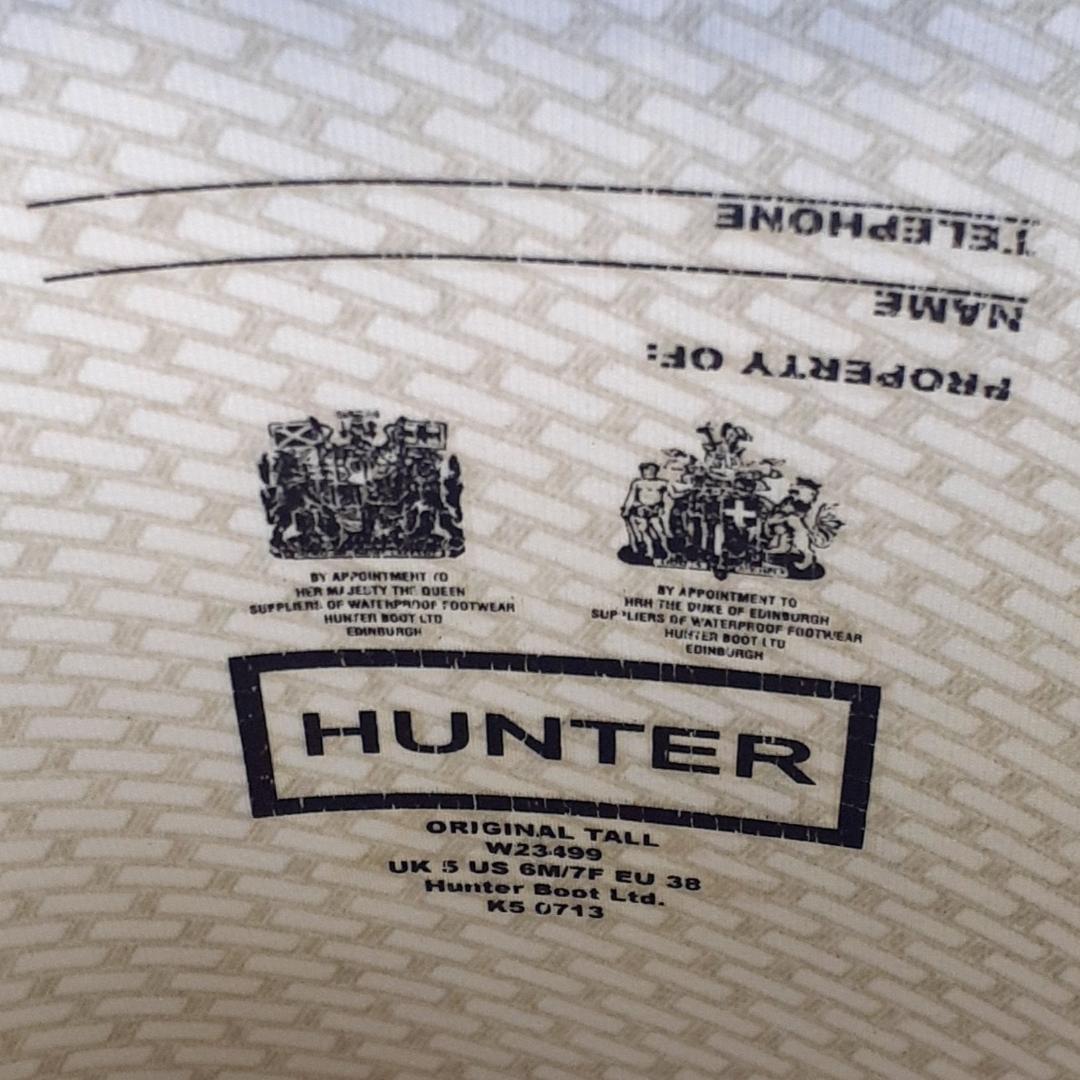 BY APPOINTMENT TO
HER MAJESTY THE QUEEN
SUPPLIERS OF WATERPROOF FOOTWEAR
HUNTER BOOT LTD
EDINBURGH
BY APPOINTMENT TO
HRH THE DUKE OF EDINBURGH
SUPPLIERS OF WATERPROOF FOOTWEAR
HUNTER BOOT LTD
EDINBURGH
HUNTER
ORIGINAL TALL
W23499
UK 5 US 6M/7F EU 38
Hunter Boot Ltd.
K5 0713
PROPERTY OF:
NAME
TELEPHONE